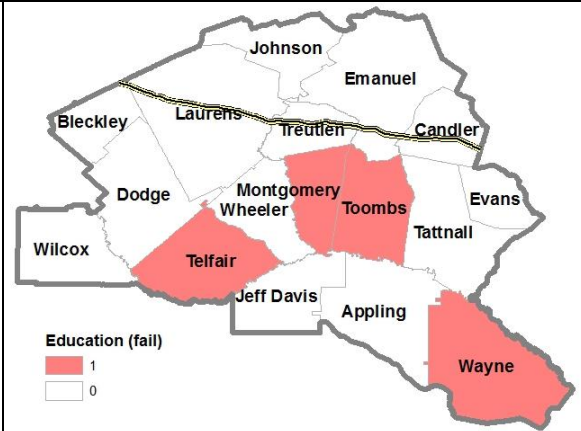 Johnson
Emanuel
Bleckley
Laurens
Treutlen
Candler
Dodge
Montgomery
Wheeler
Toombs
Evans
Tattnall
Wilcox
Telfair
Jeff Davis
Appling
Wayne
Education (fail)
1
0